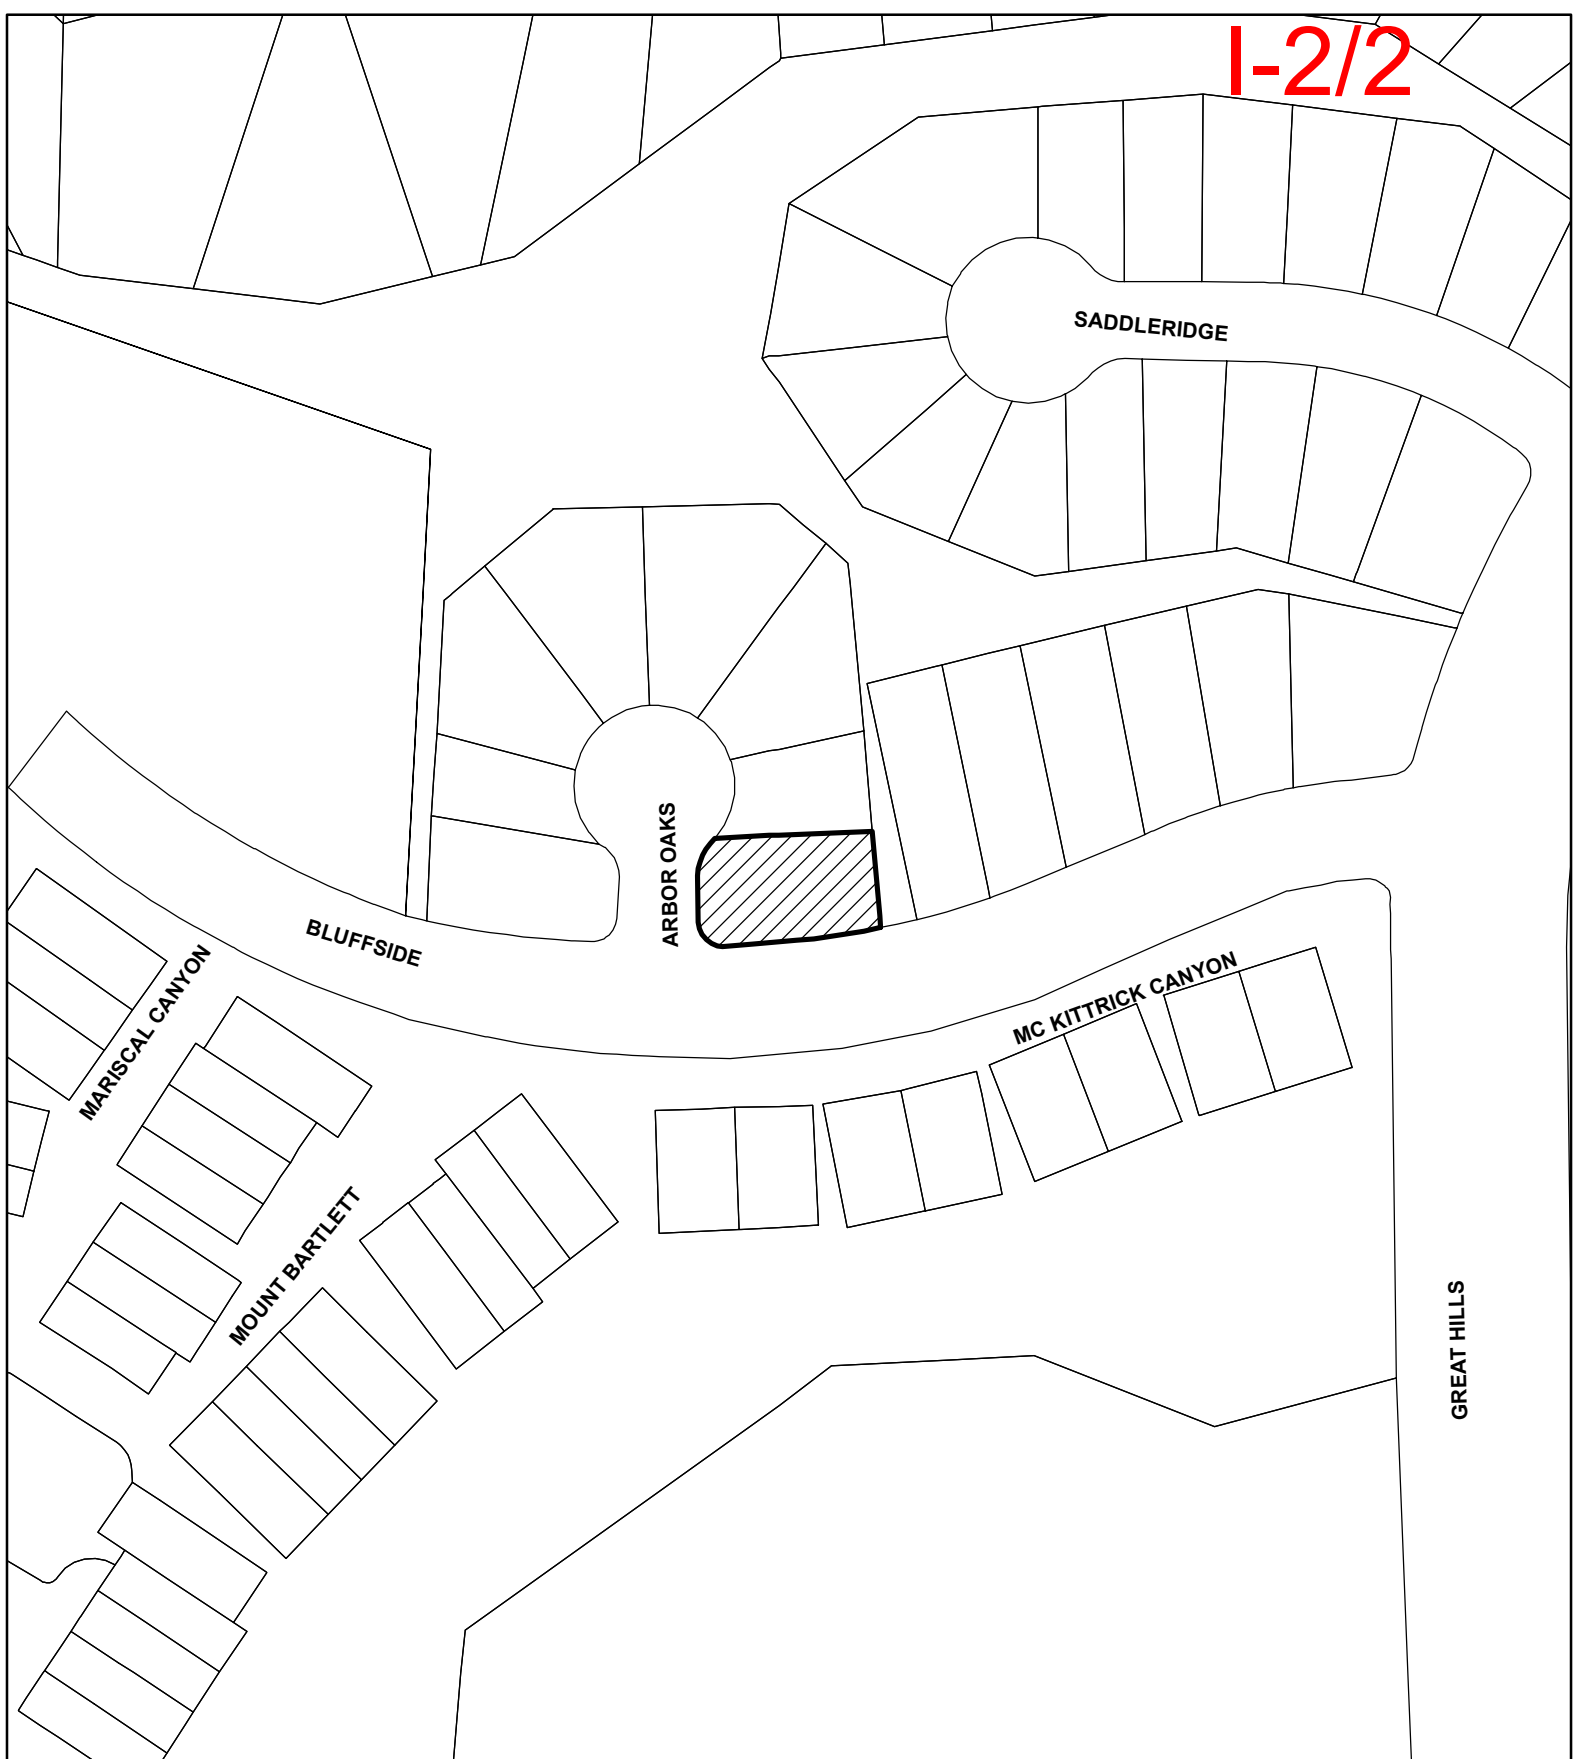 I-2/2
SADDLERIDGE
ARBOR OAKS
BLUFFSIDE
MARISCAL CANYON
MC KITTRICK CANYON
MOUNT BARTLETT
GREAT HILLS